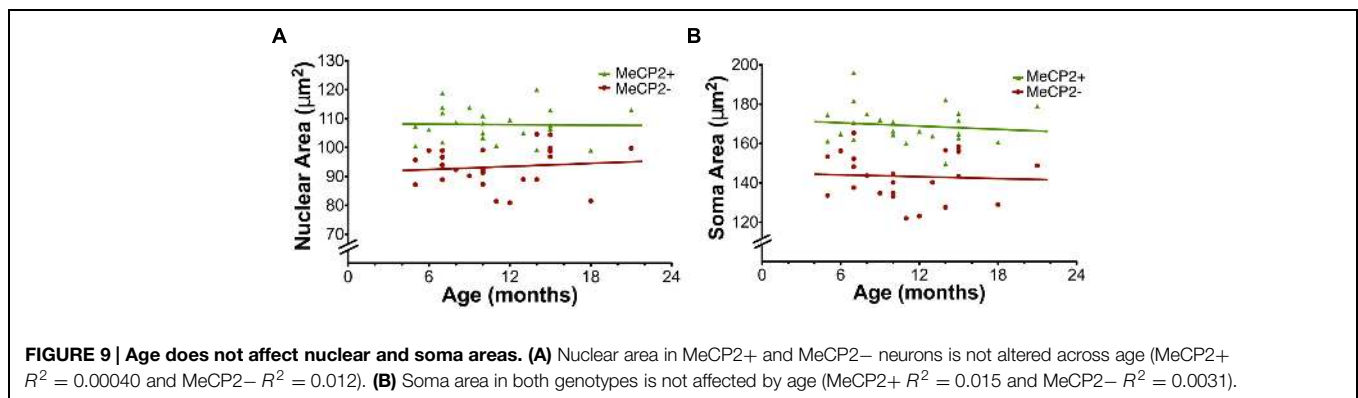 A
Nuclear Area (μm²)
130
120
110
100
90
80
70
0 6 12 18 24
Age (months)
MeCP2+
MeCP2-
B
Soma Area (μm²)
200
180
160
140
120
0 6 12 18 24
Age (months)
MeCP2+
MeCP2-
FIGURE 9 | Age does not affect nuclear and soma areas. (A) Nuclear area in MeCP2+ and MeCP2− neurons is not altered across age (MeCP2+
R² = 0.00040 and MeCP2− R² = 0.012). (B) Soma area in both genotypes is not affected by age (MeCP2+ R² = 0.015 and MeCP2− R² = 0.0031).